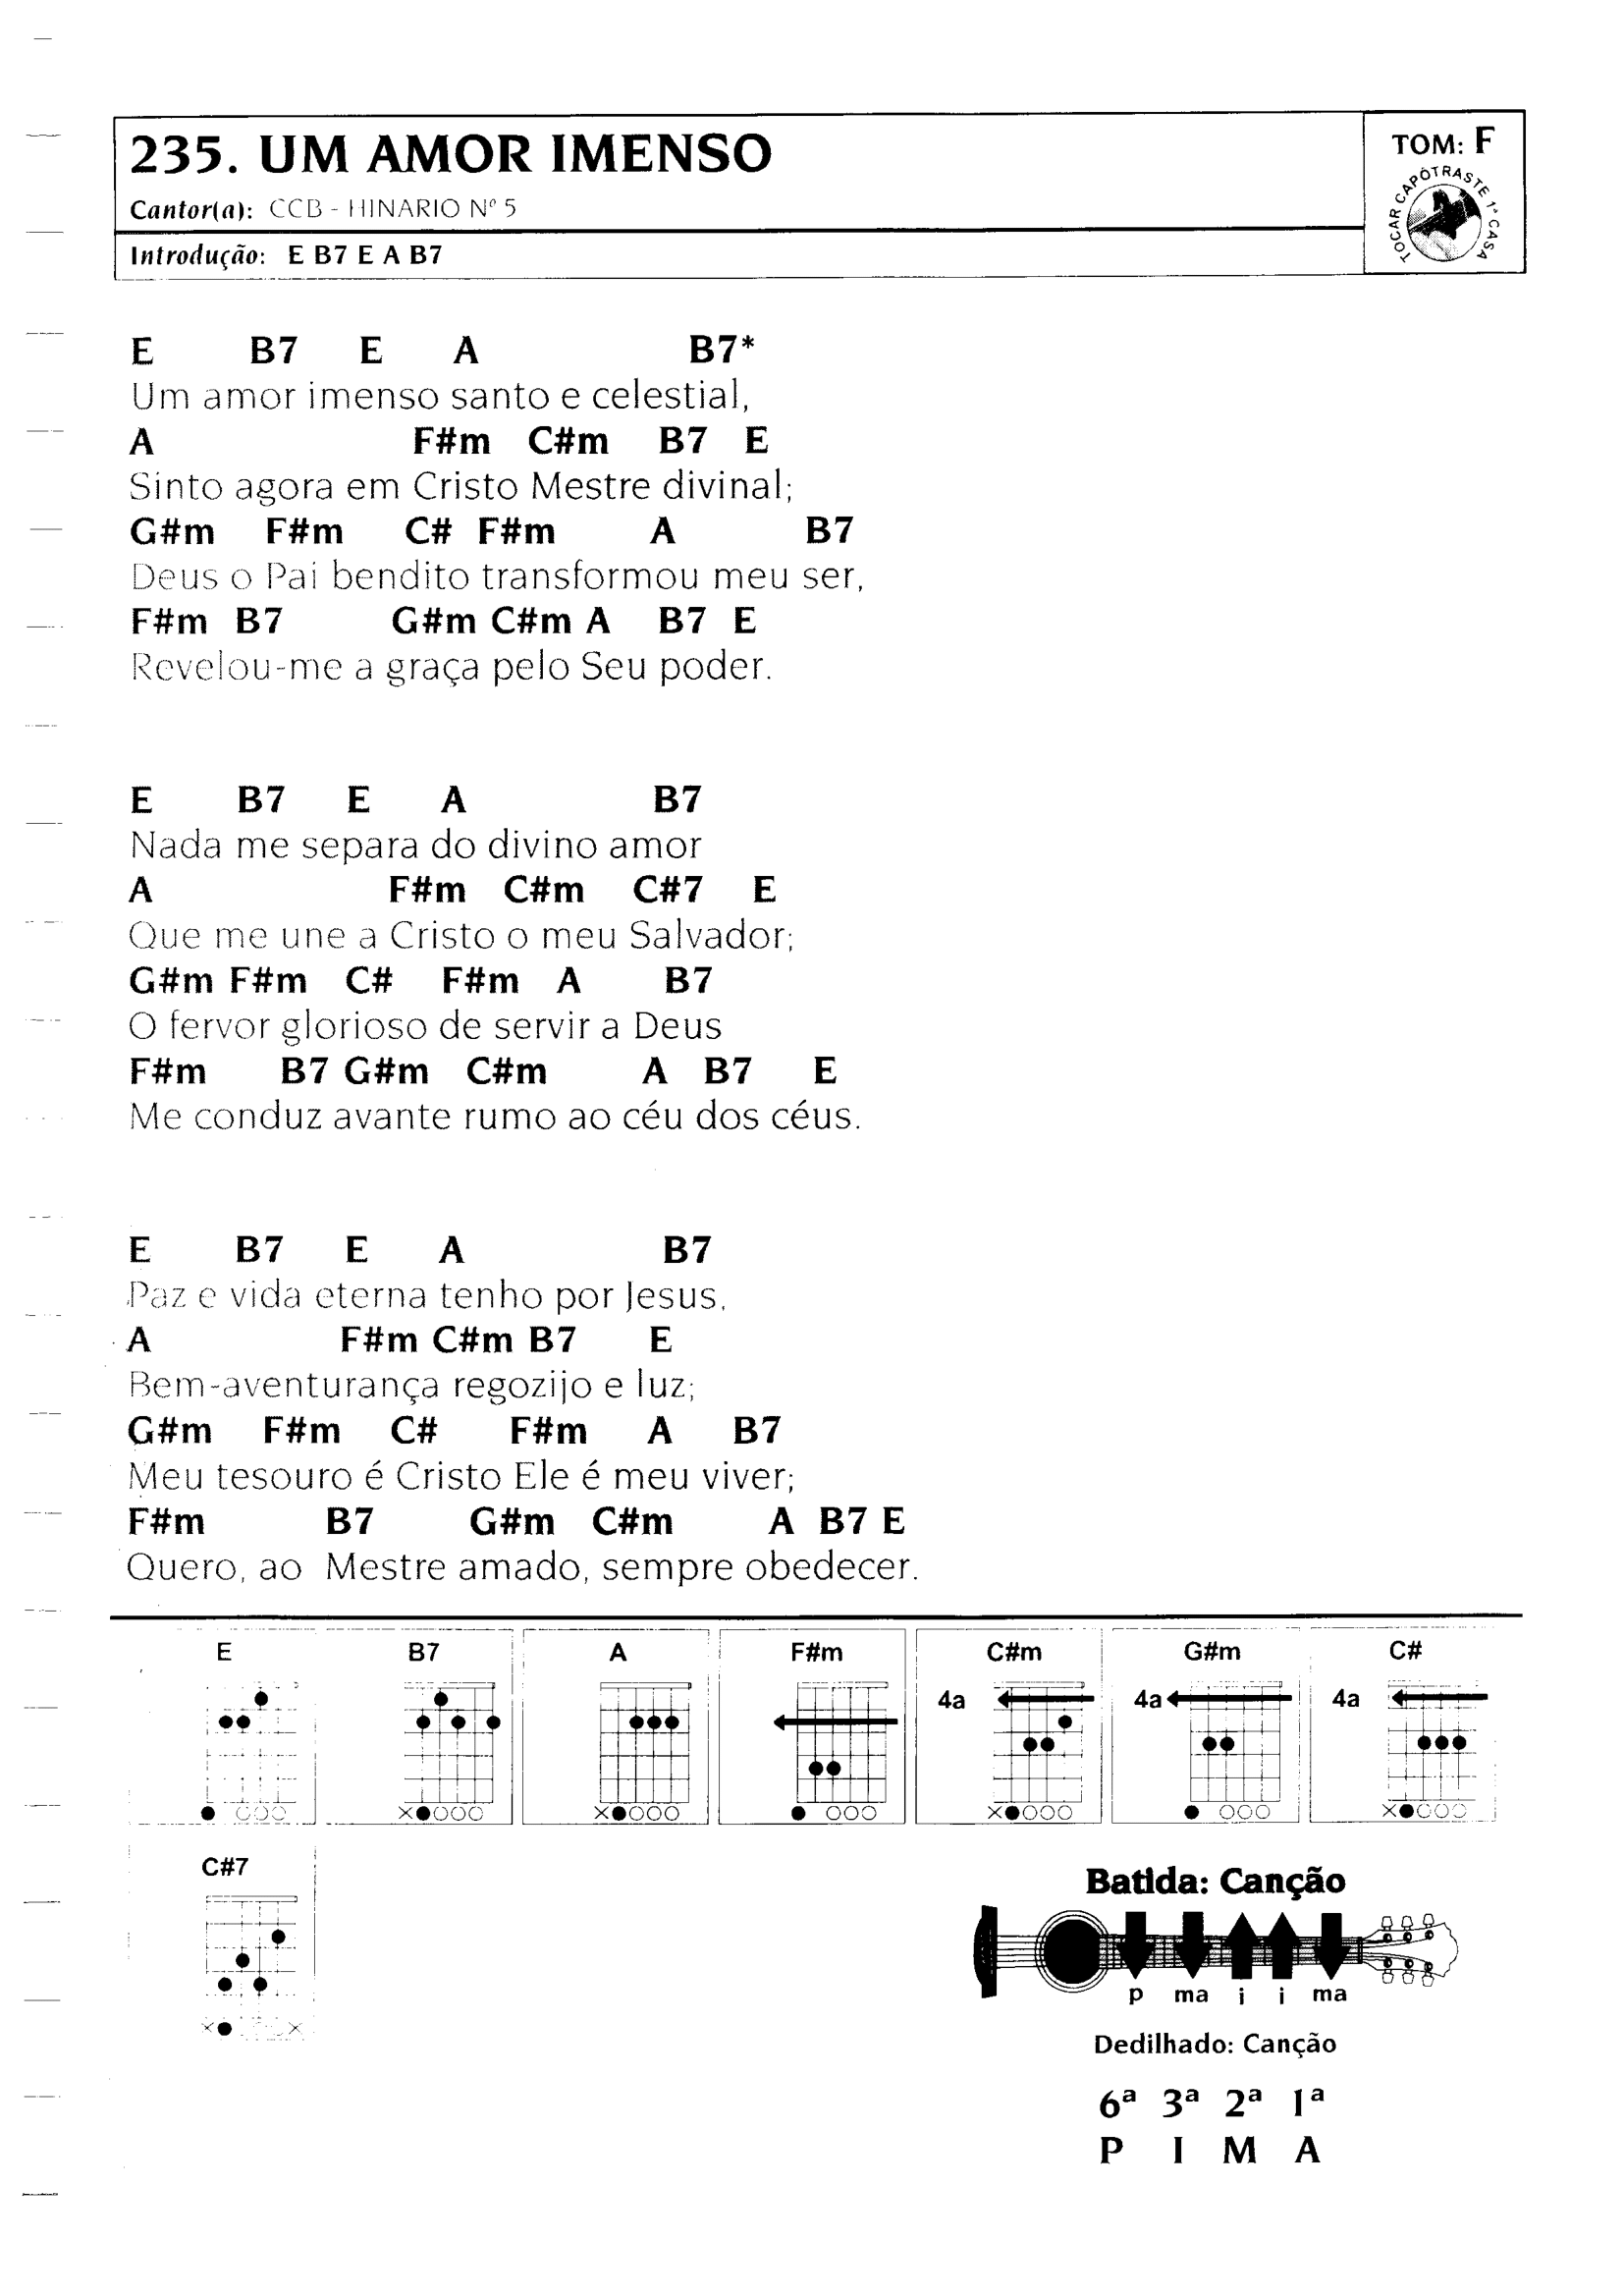 235. UM AMOR IMENSO
Cantor(a): CCB - HINARIO Nº 5
Introdução: E B7 E A B7
TOM: F
TOCAR CAPÔTRASTE 1ª CASA
E B7 E A B7*
Um amor imenso santo e celestial,
A F#m C#m B7 E
Sinto agora em Cristo Mestre divinal;
G#m F#m C# F#m A B7
Deus o Pai bendito transformou meu ser,
F#m B7 G#m C#m A B7 E
Revelou-me a graça pelo Seu poder.
E B7 E A B7
Nada me separa do divino amor
A F#m C#m C#7 E
Que me une a Cristo o meu Salvador;
G#m F#m C# F#m A B7
O fervor glorioso de servir a Deus
F#m B7 G#m C#m A B7 E
Me conduz avante rumo ao céu dos céus.
E B7 E A B7
Paz e vida eterna tenho por Jesus,
A F#m C#m B7 E
Bem-aventurança regozijo e luz;
G#m F#m C# F#m A B7
Meu tesouro é Cristo Ele é meu viver;
F#m B7 G#m C#m A B7 E
Quero, ao Mestre amado, sempre obedecer.
E B7 A F#m C#m G#m C#
4a 4a 4a
C#7
Batida: Canção
p ma i i ma
Dedilhado: Canção
6ª 3ª 2ª 1ª
P I M A